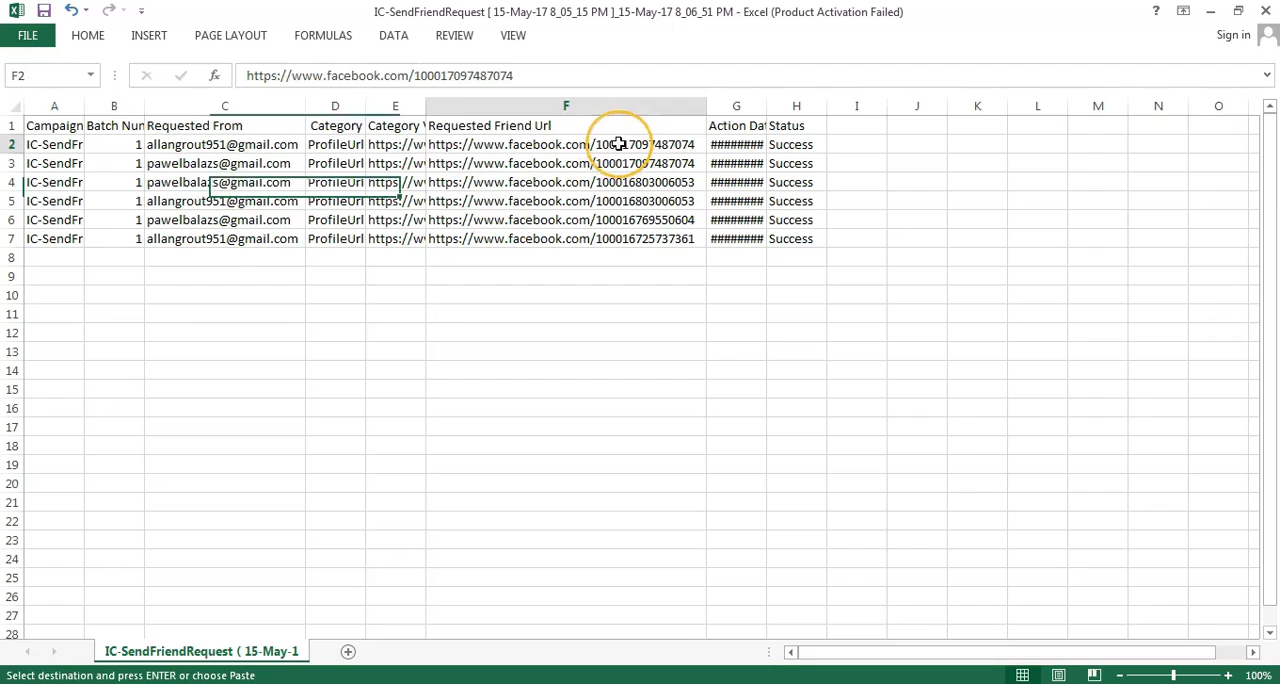 IC-SendFriendRequest [ 15-May-17 8_05_15 PM ]_15-May-17 8_06_51 PM - Excel (Product Activation Failed)
FILE HOME INSERT PAGE LAYOUT FORMULAS DATA REVIEW VIEW Sign in
F2 fx https://www.facebook.com/100017097487074
A B C D E F G H I J K L M N O
1 Campaign Batch Num Requested From Category Category V Requested Friend Url Action Dat Status
2 IC-SendFr 1 allangrout951@gmail.com ProfileUrl https://w https://www.facebook.com/100017097487074 ######## Success
3 IC-SendFr 1 pawelbalazs@gmail.com ProfileUrl https://w https://www.facebook.com/100017097487074 ######## Success
4 IC-SendFr 1 pawelbalazs@gmail.com ProfileUrl https://w https://www.facebook.com/100016803006053 ######## Success
5 IC-SendFr 1 allangrout951@gmail.com ProfileUrl https://w https://www.facebook.com/100016803006053 ######## Success
6 IC-SendFr 1 pawelbalazs@gmail.com ProfileUrl https://w https://www.facebook.com/100016769550604 ######## Success
7 IC-SendFr 1 allangrout951@gmail.com ProfileUrl https://w https://www.facebook.com/100016725737361 ######## Success
8
9
10
11
12
13
14
15
16
17
18
19
20
21
22
23
24
25
26
27
28
IC-SendFriendRequest ( 15-May-1
Select destination and press ENTER or choose Paste 100%